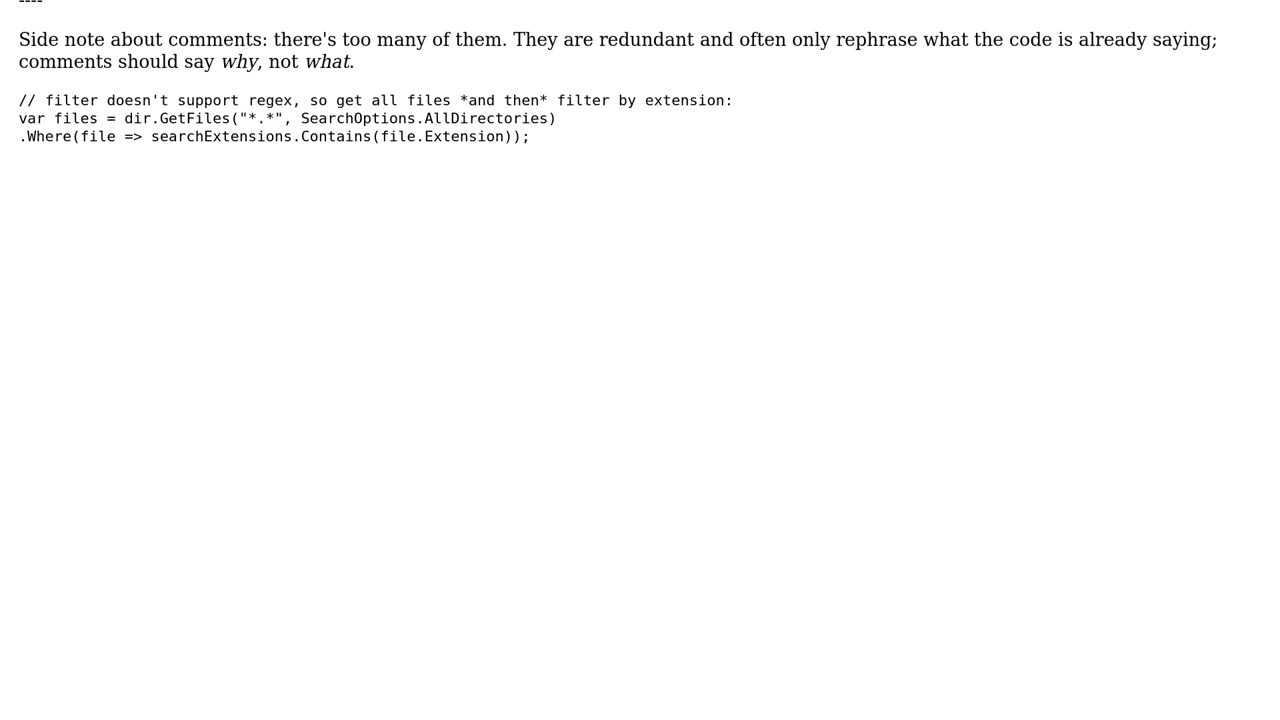 ----
Side note about comments: there's too many of them. They are redundant and often only rephrase what the code is already saying;
comments should say why, not what.
// filter doesn't support regex, so get all files *and then* filter by extension:
var files = dir.GetFiles("*.*", SearchOptions.AllDirectories)
.Where(file => searchExtensions.Contains(file.Extension));